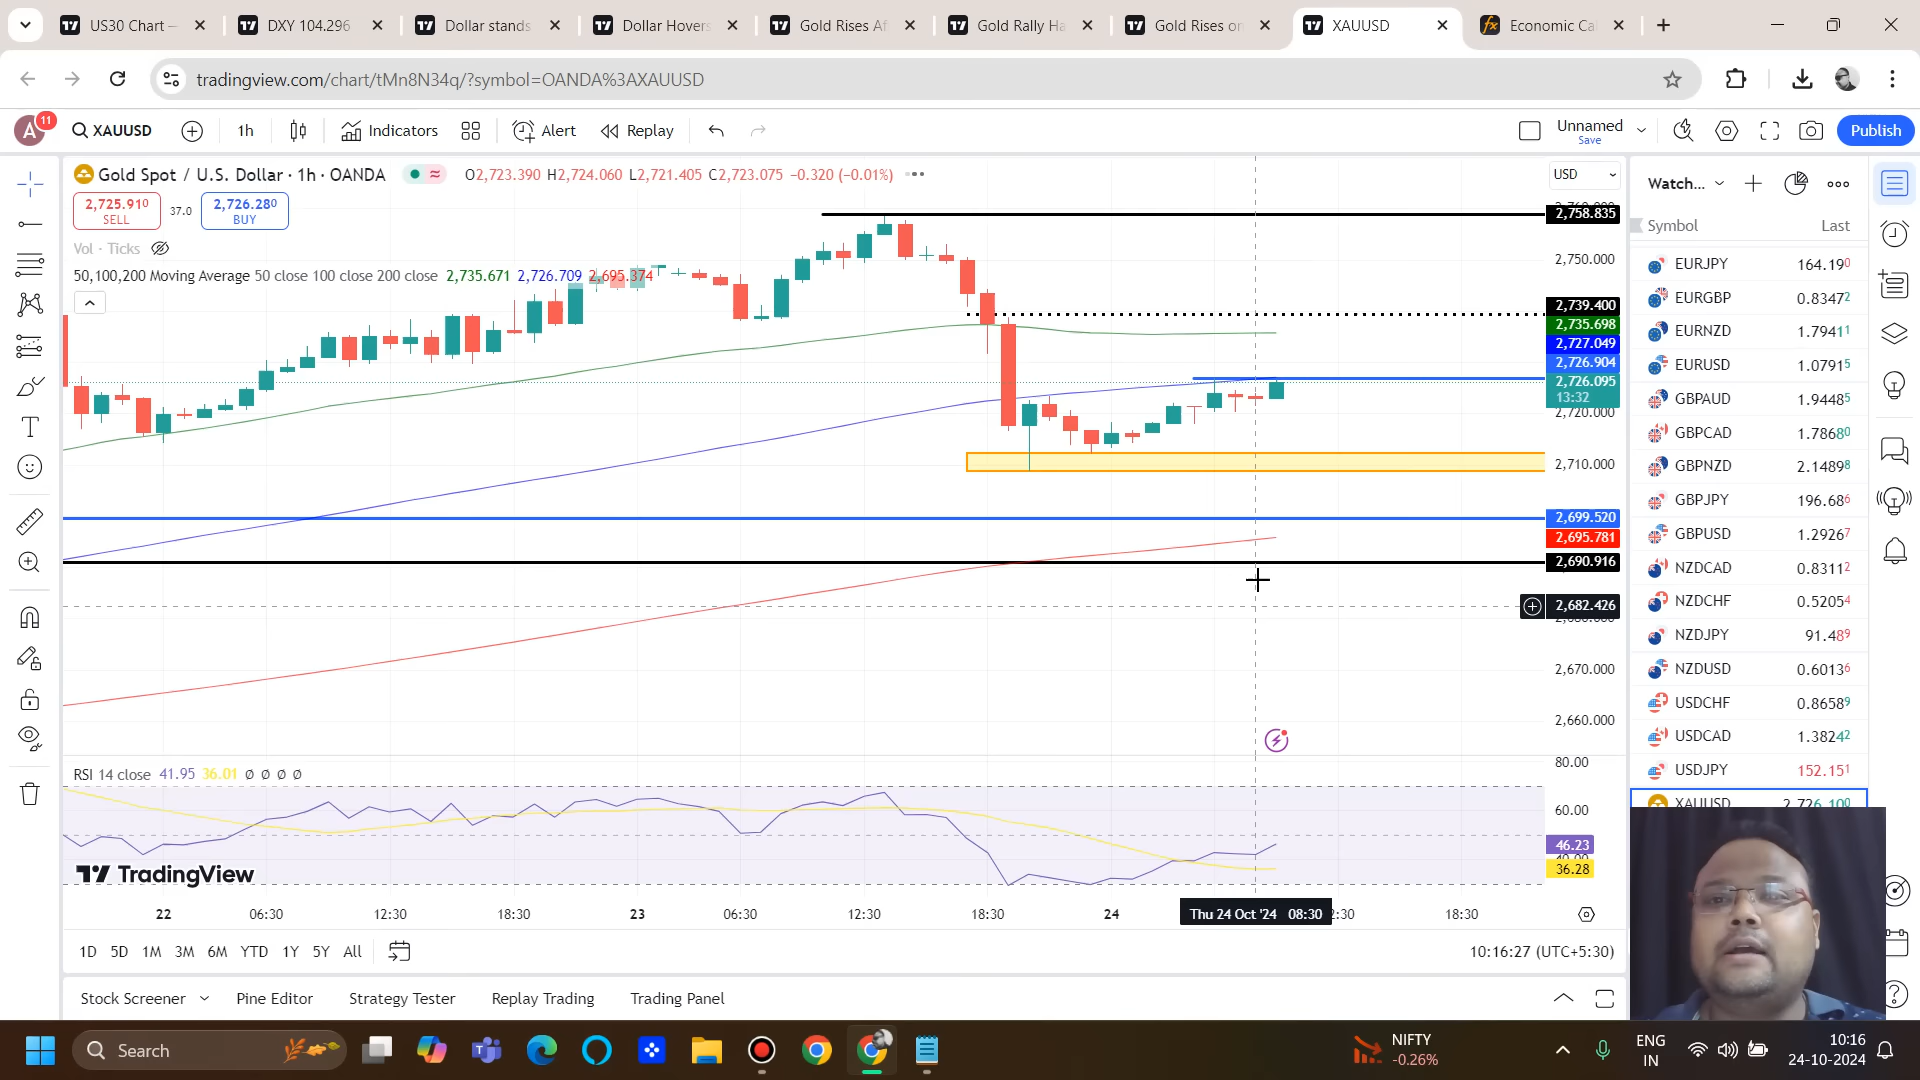 US30 Chart —
DXY 104.296
Dollar stands
Dollar Hovers
Gold Rises Af
Gold Rally Ha
Gold Rises on
XAUUSD
Economic Cal
tradingview.com/chart/tMn8N34q/?symbol=OANDA%3AXAUUSD
A
11
XAUUSD
1h
Indicators
Alert
Replay
Unnamed
Save
Publish
Gold Spot / U.S. Dollar · 1h · OANDA
O2,723.390 H2,724.060 L2,721.405 C2,723.075 −0.320 (−0.01%)
USD
2,725.910
SELL
37.0
2,726.280
BUY
Vol · Ticks
50,100,200 Moving Average 50 close 100 close 200 close 2,735.671 2,726.709 2,695.374
2,758.835
2,750.000
2,739.400
2,735.698
2,727.049
2,726.904
2,726.095
13:32
2,720.000
2,710.000
2,699.520
2,695.781
2,690.916
2,682.426
2,670.000
2,660.000
RSI 14 close 41.95 36.01 Ø Ø Ø Ø
80.00
60.00
46.23
40.00
36.28
TradingView
22
06:30
12:30
18:30
23
06:30
12:30
18:30
24
Thu 24 Oct '24 08:30
2:30
18:30
1D 5D 1M 3M 6M YTD 1Y 5Y All
10:16:27 (UTC+5:30)
Stock Screener
Pine Editor
Strategy Tester
Replay Trading
Trading Panel
Watch...
Symbol Last
EURJPY 164.190
EURGBP 0.83472
EURNZD 1.79411
EURUSD 1.07915
GBPAUD 1.94485
GBPCAD 1.78680
GBPNZD 2.14898
GBPJPY 196.686
GBPUSD 1.29267
NZDCAD 0.83112
NZDCHF 0.52054
NZDJPY 91.489
NZDUSD 0.60136
USDCHF 0.86589
USDCAD 1.38242
USDJPY 152.151
XAUUSD 2,726.100
Search
NIFTY
-0.26%
ENG
IN
10:16
24-10-2024